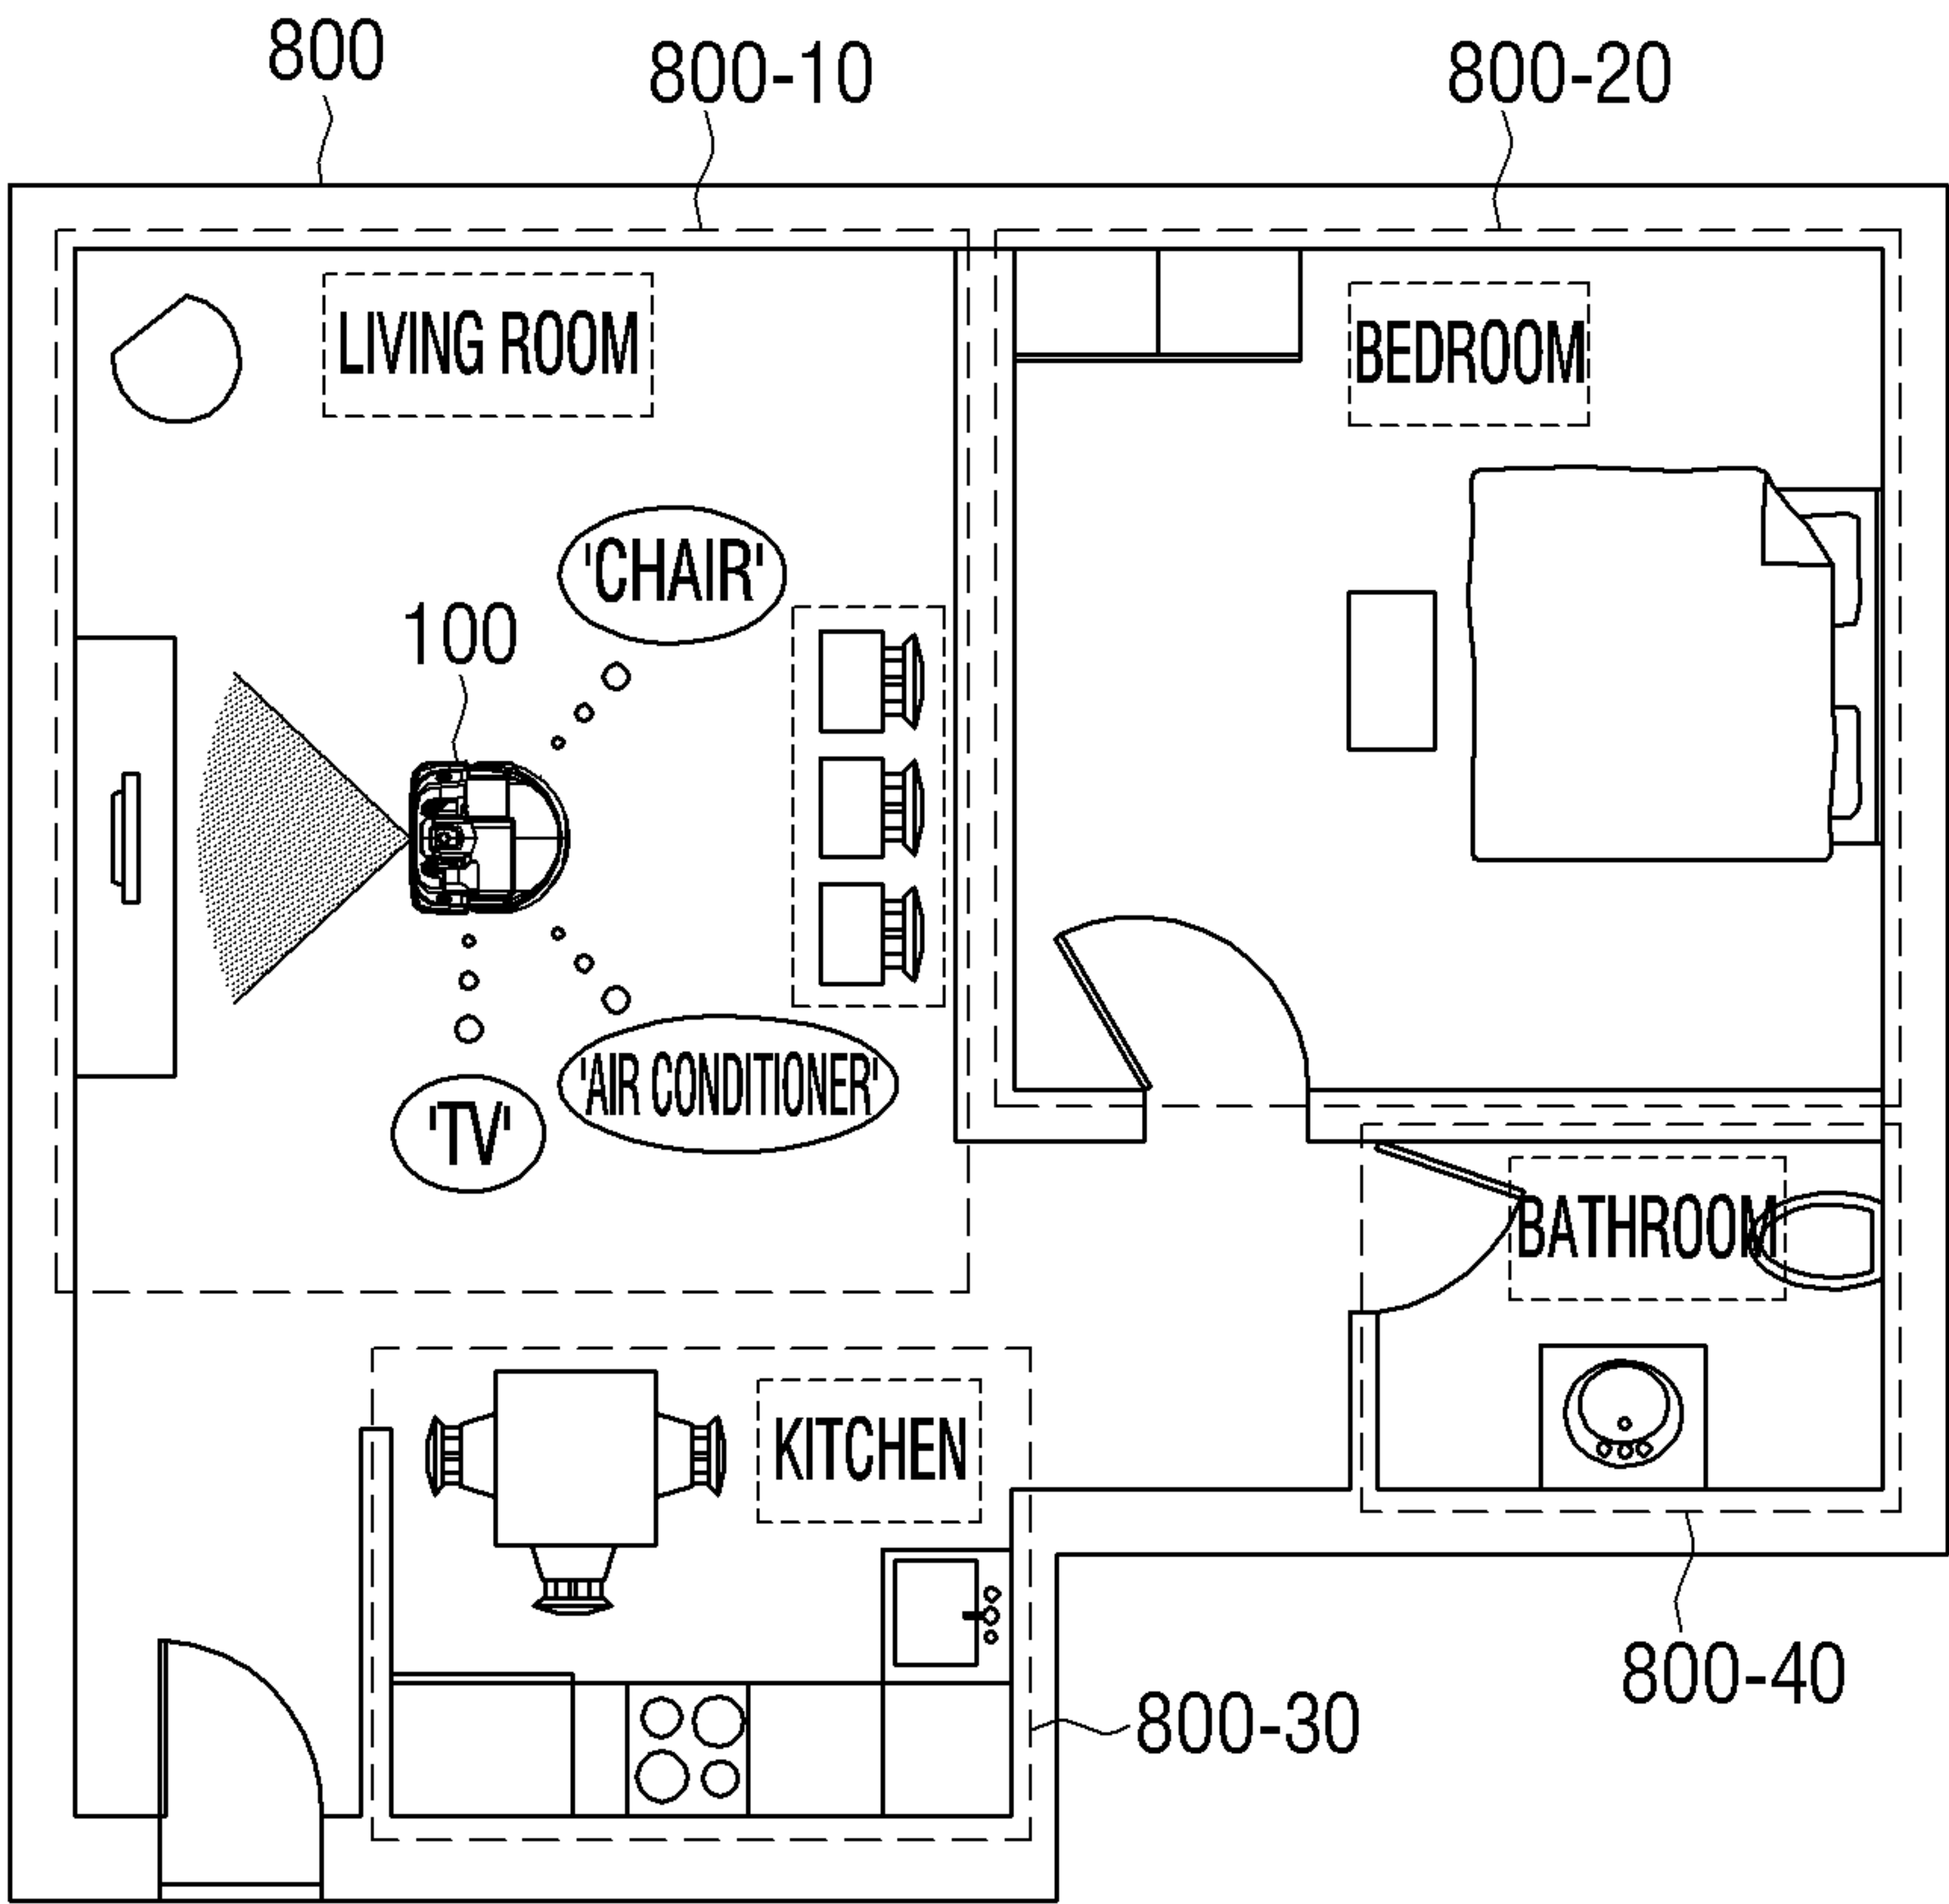 800
800-10
800-20
LIVING ROOM
BEDROOM
'CHAIR'
100
'AIR CONDITIONER'
'TV'
BATHROOM
KITCHEN
800-40
800-30